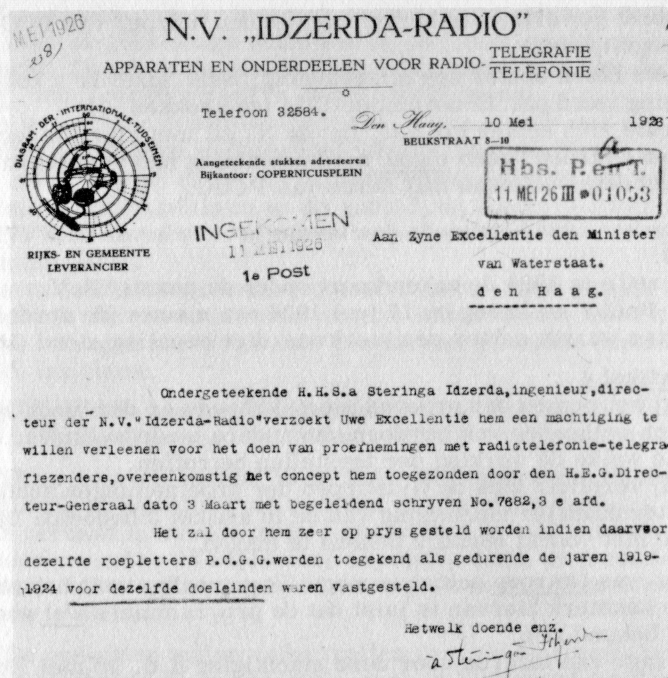 MEI 1926
N.V. „IDZERDA-RADIO”
APPARATEN EN ONDERDEELEN VOOR RADIO-TELEGRAFIE
TELEFONIE
DIAGRAM-DER-INTERNATIONALE-TIJDSEINEN
RIJKS- EN GEMEENTE
LEVERANCIER
Telefoon 32584.
Den Haag, 10 Mei 1926
BEUKSTRAAT 8-10
Aangeteekende stukken adresseeren
Bijkantoor: COPERNICUSPLEIN
Hbs. P. en T.
11 MEI 26 III 01053
11 MEI 1926
1e Post
Aan Zyne Excellentie den Minister
van Waterstaat.
den Haag.
Ondergeteekende H.H.S.a Steringa Idzerda,ingenieur,direc-
teur der N.V."Idzerda-Radio"verzoekt Uwe Excellentie hem een machtiging te
willen verleenen voor het doen van proefnemingen met radiotelefonie-telegra-
fiezenders,overeenkomstig het concept hem toegezonden door den H.E.G.Direc-
teur-Generaal dato 3 Maart met begeleidend schryven No.7682,3 e afd.
Het zal door hem zeer op prys gesteld worden indien daarvoor
dezelfde roepletters P.C.G.G.werden toegekend als gedurende de jaren 1919-
1924 voor dezelfde doeleinden waren vastgesteld.
Hetwelk doende enz.